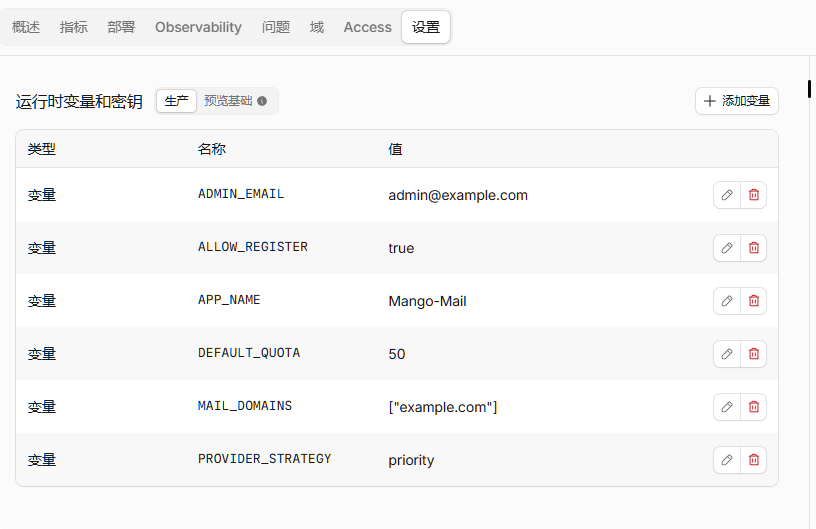 概述 指标 部署 Observability 问题 域 Access 设置
运行时变量和密钥 生产 预览基础 添加变量
类型 名称 值
变量 ADMIN_EMAIL admin@example.com
变量 ALLOW_REGISTER true
变量 APP_NAME Mango-Mail
变量 DEFAULT_QUOTA 50
变量 MAIL_DOMAINS ["example.com"]
变量 PROVIDER_STRATEGY priority